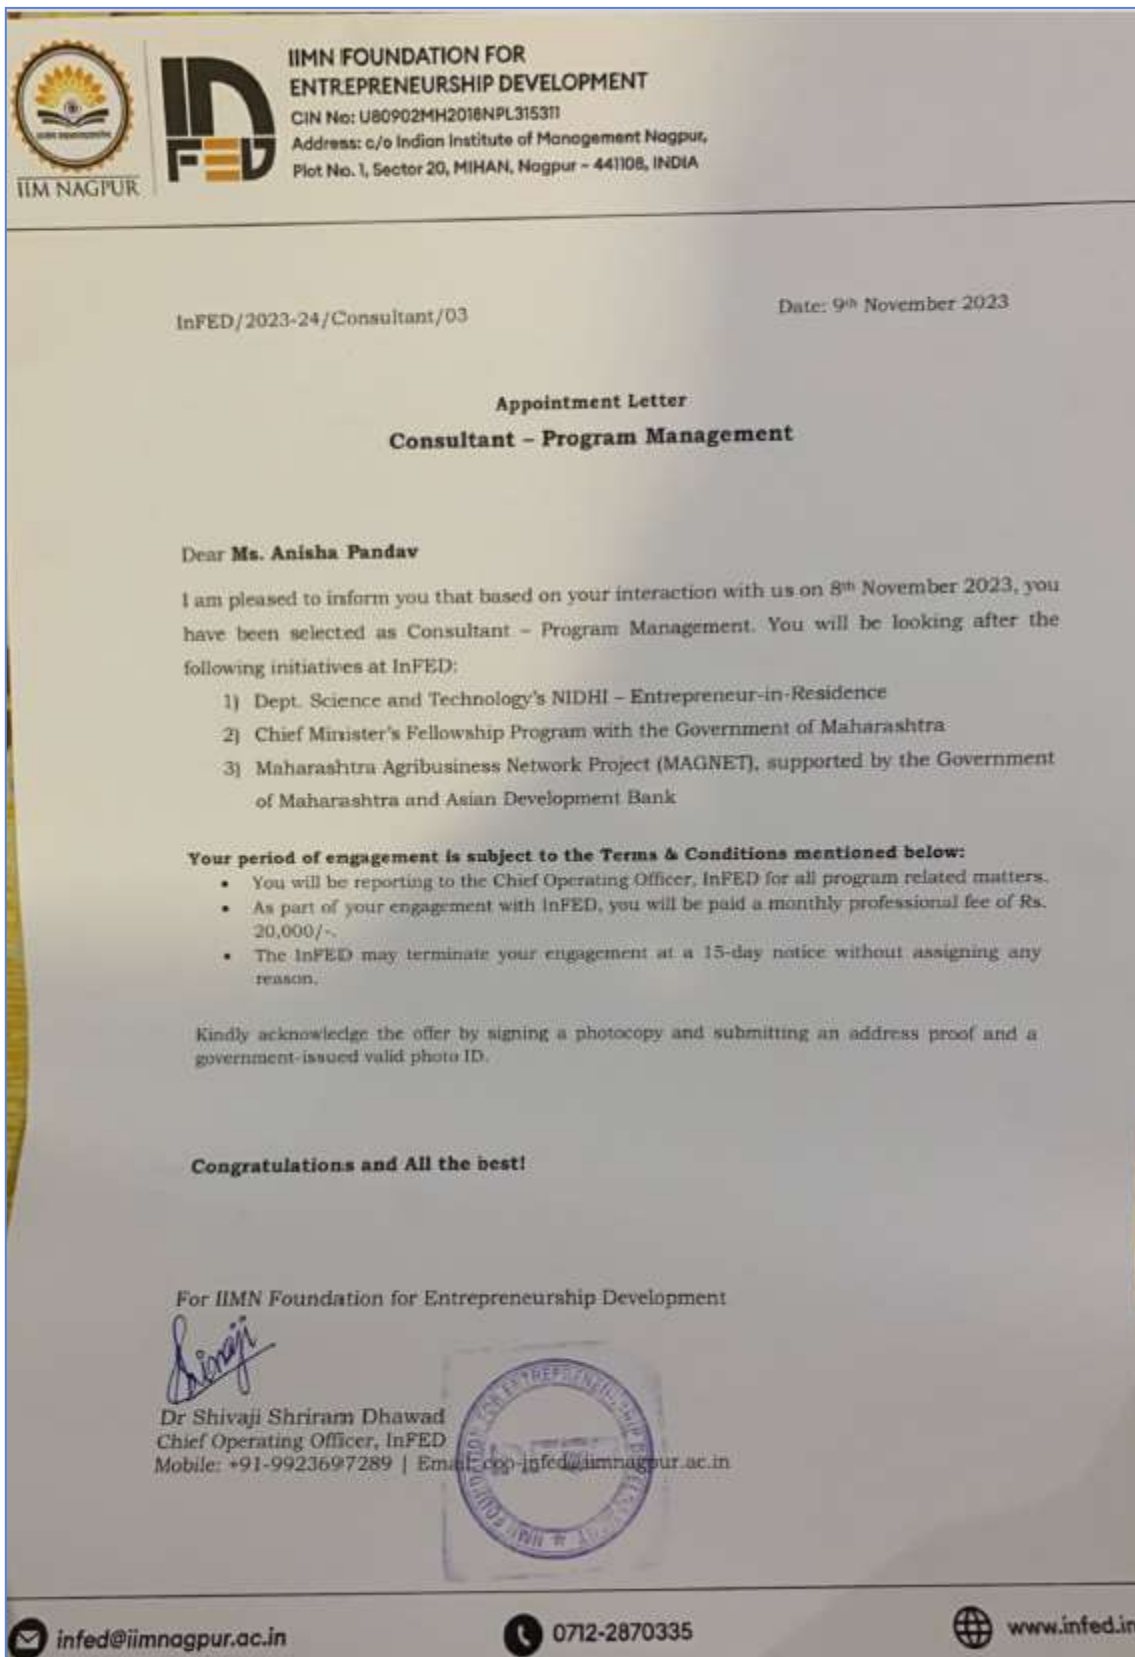 IIM NAGPUR
INFED
IIMN FOUNDATION FOR
ENTREPRENEURSHIP DEVELOPMENT
CIN No: U80902MH2018NPL315311
Address: c/o Indian Institute of Management Nagpur,
Plot No. 1, Sector 20, MIHAN, Nagpur – 441108, INDIA
InFED/2023-24/Consultant/03
Date: 9th November 2023
Appointment Letter
Consultant – Program Management
Dear Ms. Anisha Pandav
I am pleased to inform you that based on your interaction with us on 8th November 2023, you
have been selected as Consultant – Program Management. You will be looking after the
following initiatives at InFED:
1) Dept. Science and Technology's NIDHI – Entrepreneur-in-Residence
2) Chief Minister's Fellowship Program with the Government of Maharashtra
3) Maharashtra Agribusiness Network Project (MAGNET), supported by the Government
of Maharashtra and Asian Development Bank
Your period of engagement is subject to the Terms & Conditions mentioned below:
• You will be reporting to the Chief Operating Officer, InFED for all program related matters.
• As part of your engagement with InFED, you will be paid a monthly professional fee of Rs.
20,000/-.
• The InFED may terminate your engagement at a 15-day notice without assigning any
reason.
Kindly acknowledge the offer by signing a photocopy and submitting an address proof and a
government-issued valid photo ID.
Congratulations and All the best!
For IIMN Foundation for Entrepreneurship Development
Shivaji
Dr Shivaji Shriram Dhawad
Chief Operating Officer, InFED
Mobile: +91-9923697289 | Email: coo-infed@iimnagpur.ac.in
IIMN FOUNDATION FOR ENTREPRENEURSHIP DEVELOPMENT
infed@iimnagpur.ac.in
0712-2870335
www.infed.in